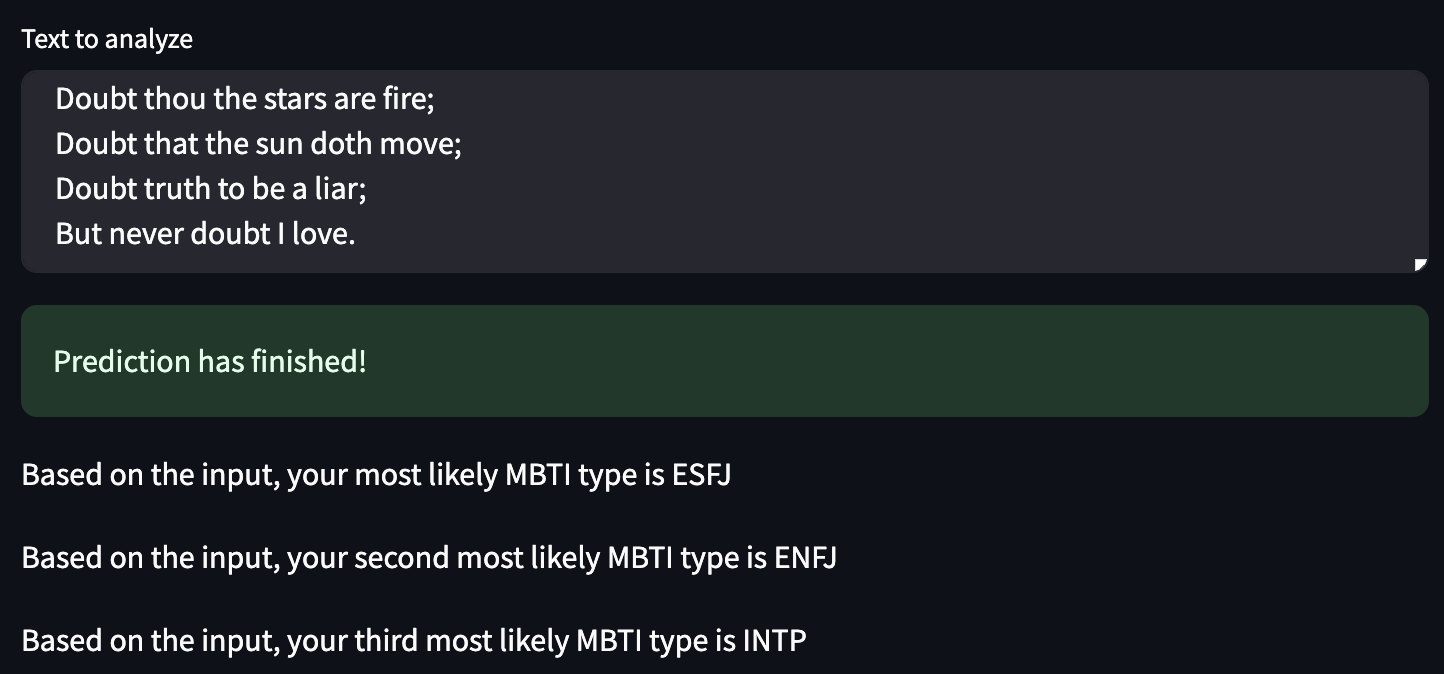 Text to analyze
Doubt thou the stars are fire;
Doubt that the sun doth move;
Doubt truth to be a liar;
But never doubt I love.
Prediction has finished!
Based on the input, your most likely MBTI type is ESFJ
Based on the input, your second most likely MBTI type is ENFJ
Based on the input, your third most likely MBTI type is INTP